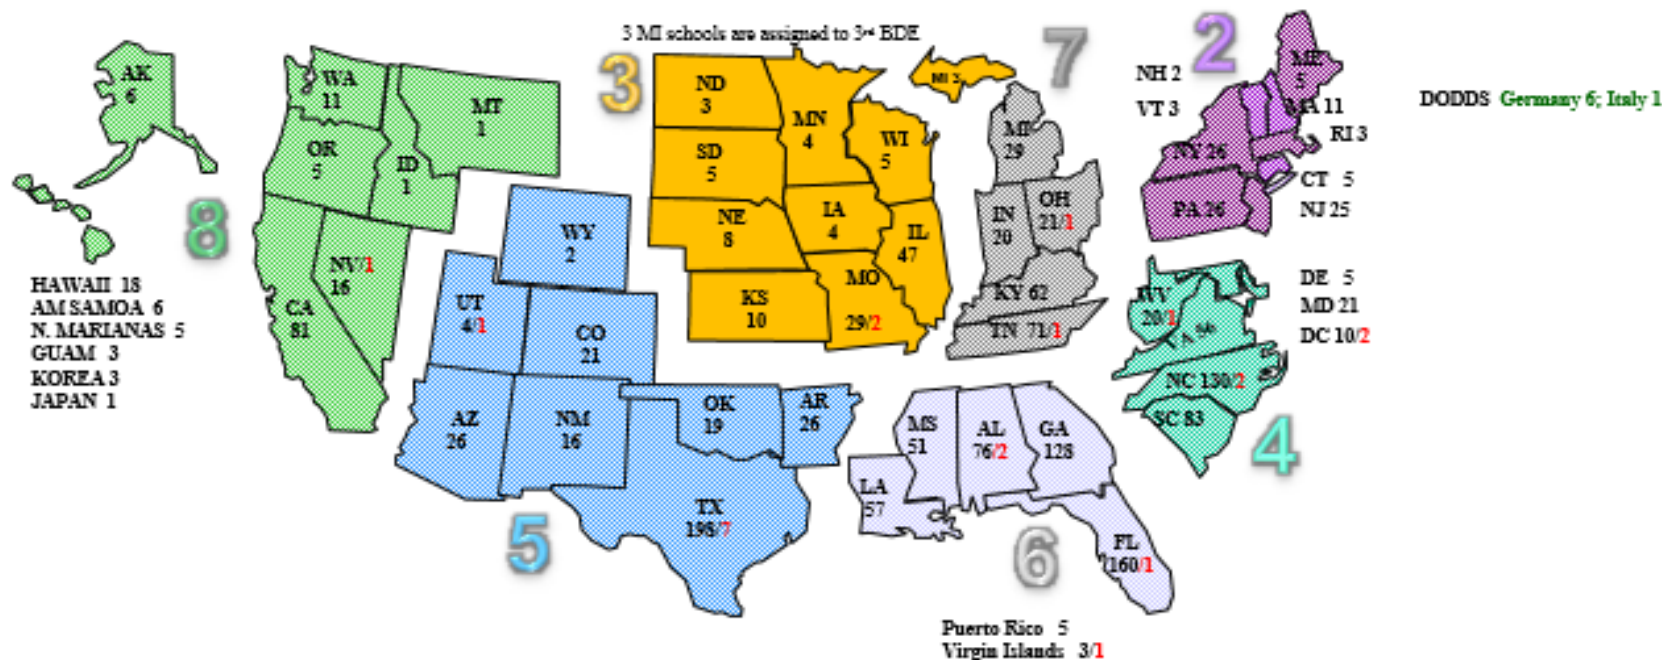 3 MI schools are assigned to 3rd BDE
3
7
2
8
5
6
4
AK
6
WA
11
MT
1
OR
5
ID
1
NV/1
16
CA
81
HAWAII 18
AM SAMOA 6
N. MARIANAS 5
GUAM 3
KOREA 3
JAPAN 1
WY
2
UT
4/1
CO
21
AZ
26
NM
16
OK
19
AR
26
TX
198/7
ND
3
SD
5
NE
8
KS
10
MN
4
IA
4
MO
29/2
WI
5
IL
47
MI 3
MI
29
IN
20
OH
21/1
KY 62
TN 71/1
NH 2
VT 3
ME
5
MA 11
RI 3
NY 26
CT 5
PA 26
NJ 25
DODDS Germany 6; Italy 1
DE 5
MD 21
DC 10/2
WV
20/1
VA
NC 130/2
SC 83
MS
51
AL
76/2
GA
128
LA
57
FL
160/1
Puerto Rico 5
Virgin Islands 3/1